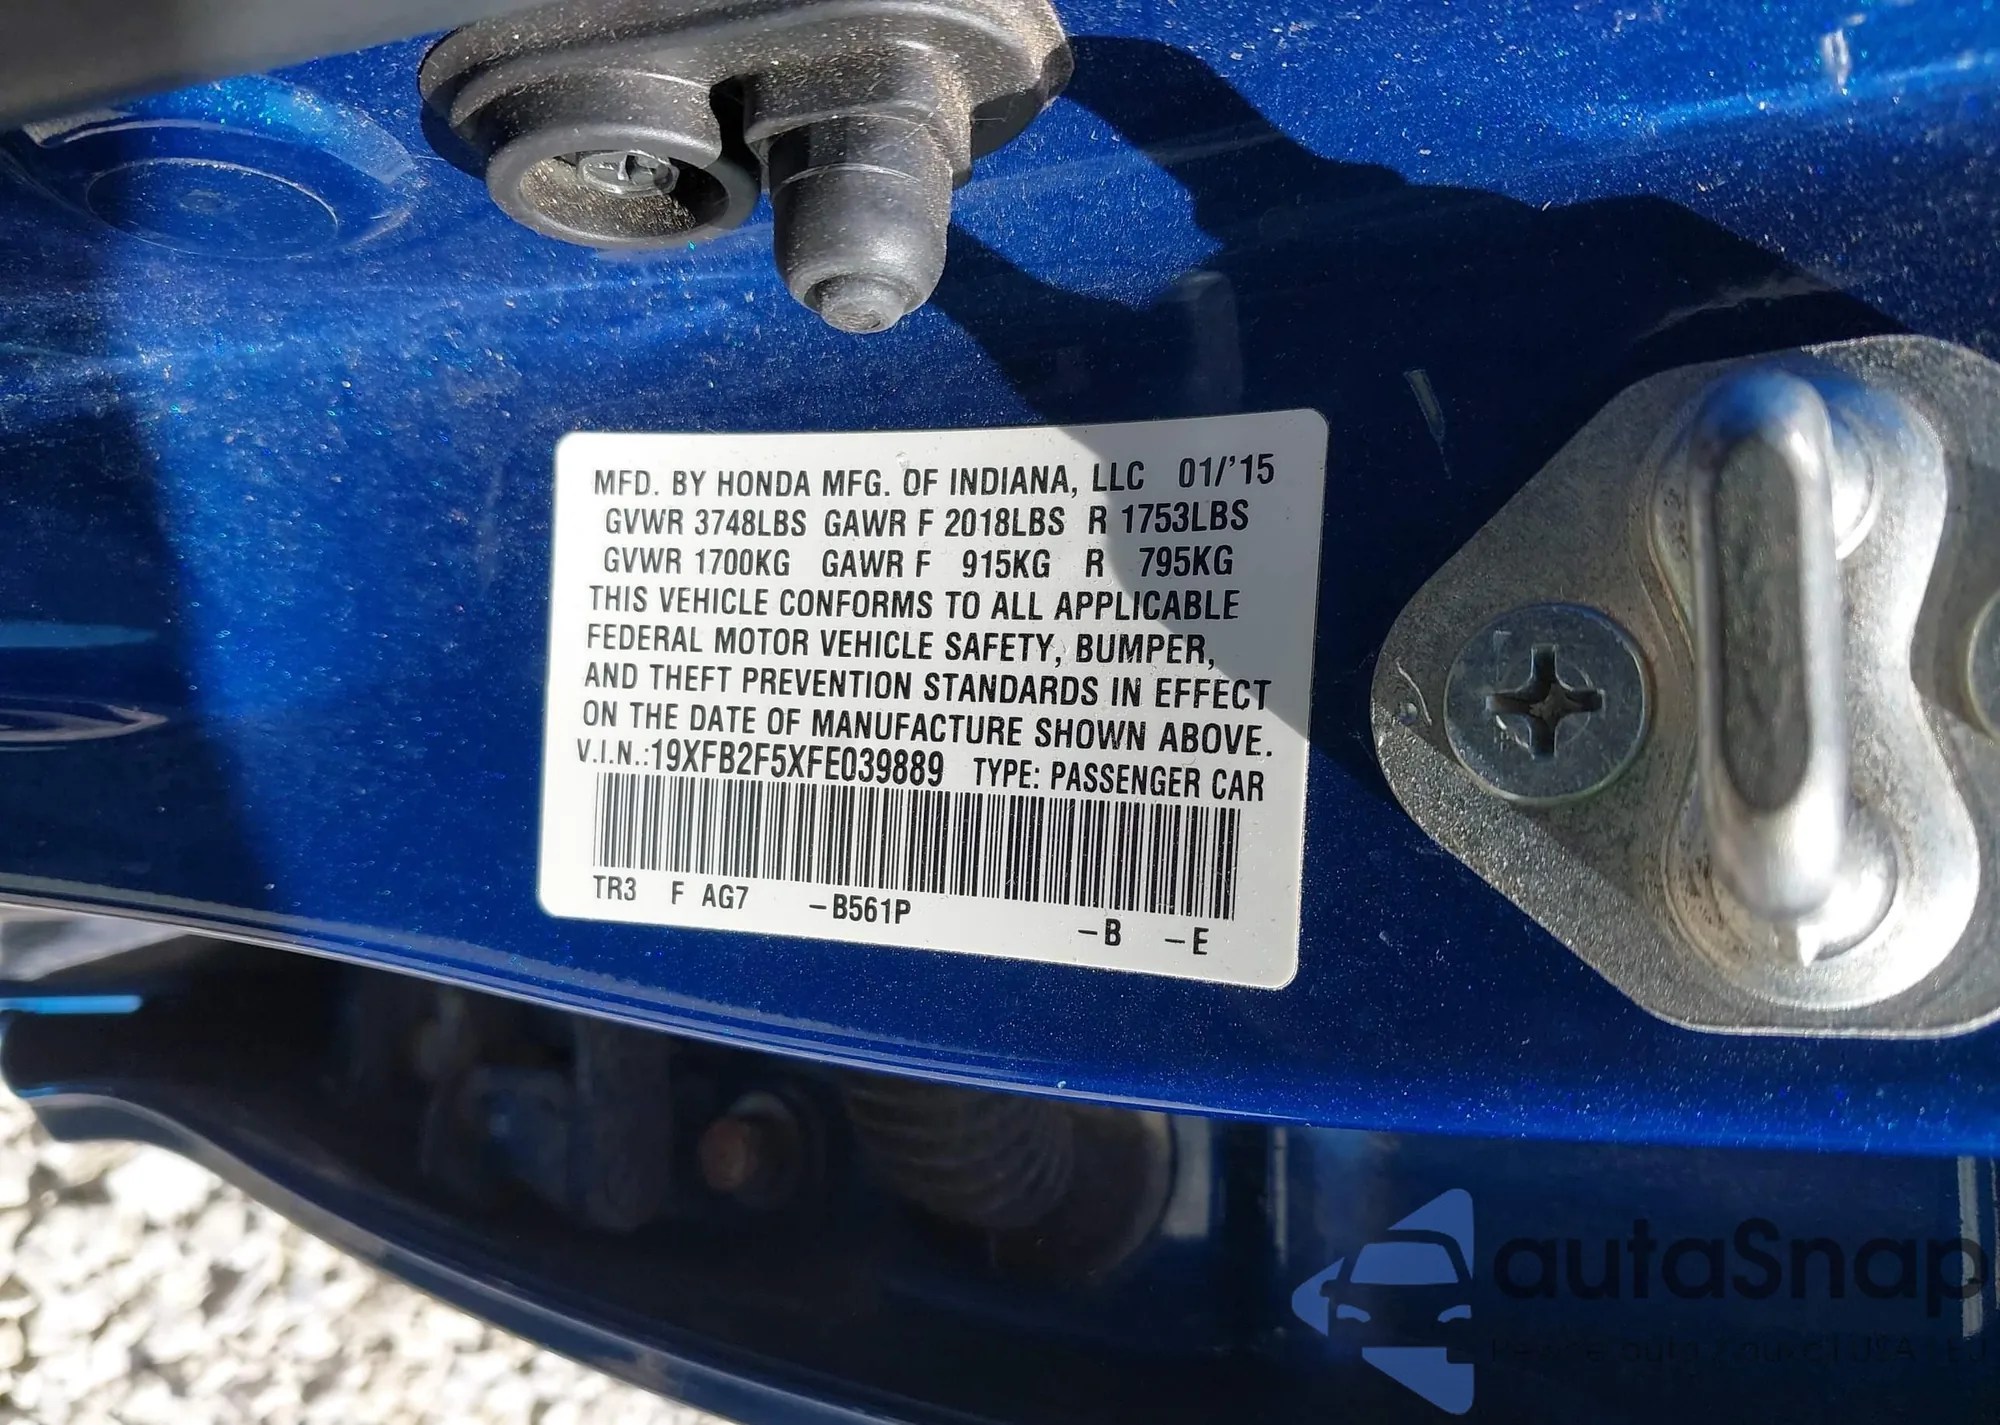 MFD. BY HONDA MFG. OF INDIANA, LLC 01/'15
GVWR 3748LBS GAWR F 2018LBS R 1753LBS
GVWR 1700KG GAWR F 915KG R 795KG
THIS VEHICLE CONFORMS TO ALL APPLICABLE
FEDERAL MOTOR VEHICLE SAFETY, BUMPER,
AND THEFT PREVENTION STANDARDS IN EFFECT
ON THE DATE OF MANUFACTURE SHOWN ABOVE.
V.I.N.:19XFB2F5XFE039889 TYPE: PASSENGER CAR
TR3 F AG7 -B561P -B -E
autaSnap